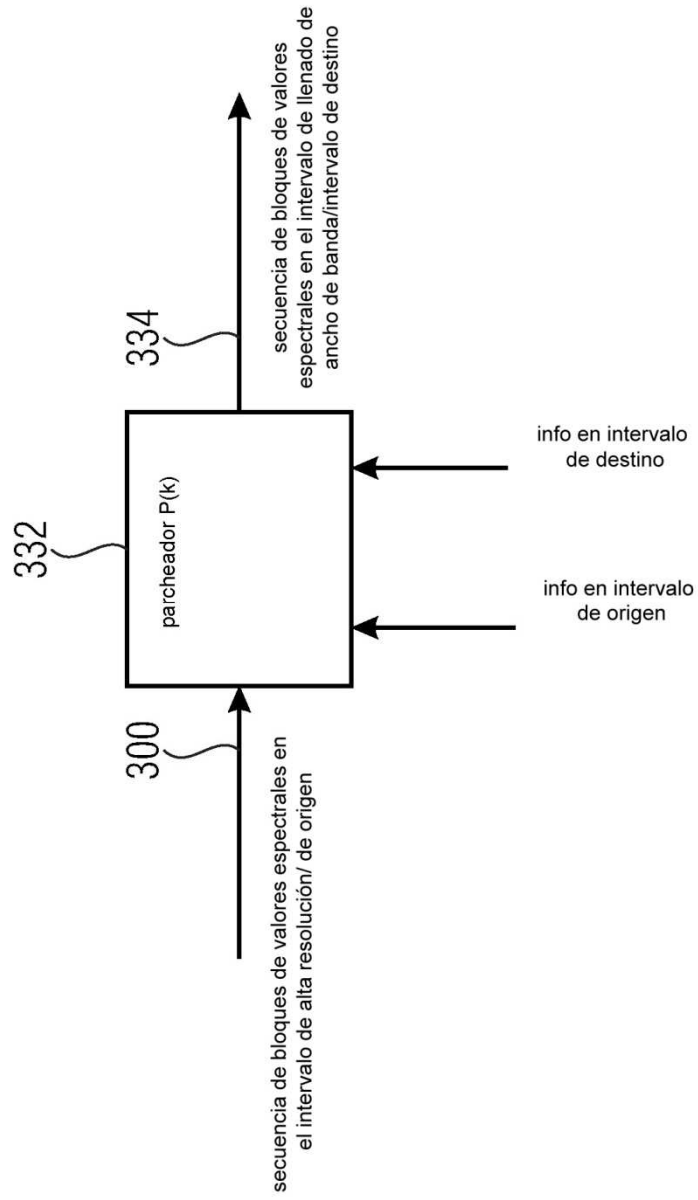 300
secuencia de bloques de valores espectrales en
el intervalo de alta resolución/ de origen
332
parcheador P(k)
334
secuencia de bloques de valores
espectrales en el intervalo de llenado de
ancho de banda/intervalo de destino
info en intervalo
de origen
info en intervalo
de destino